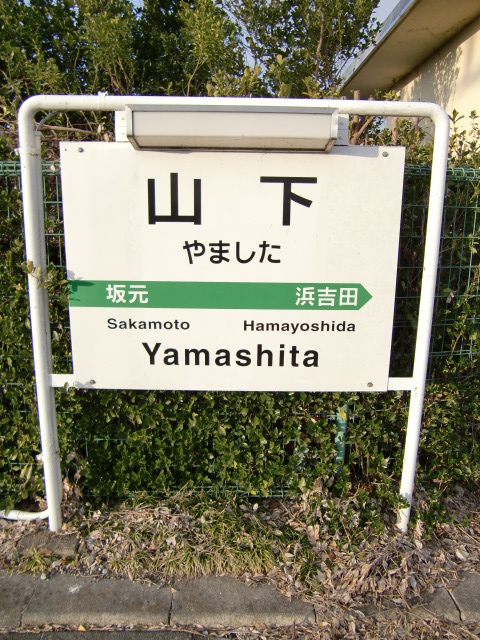 山下
やました
坂元 浜吉田
Sakamoto Hamayoshida
Yamashita